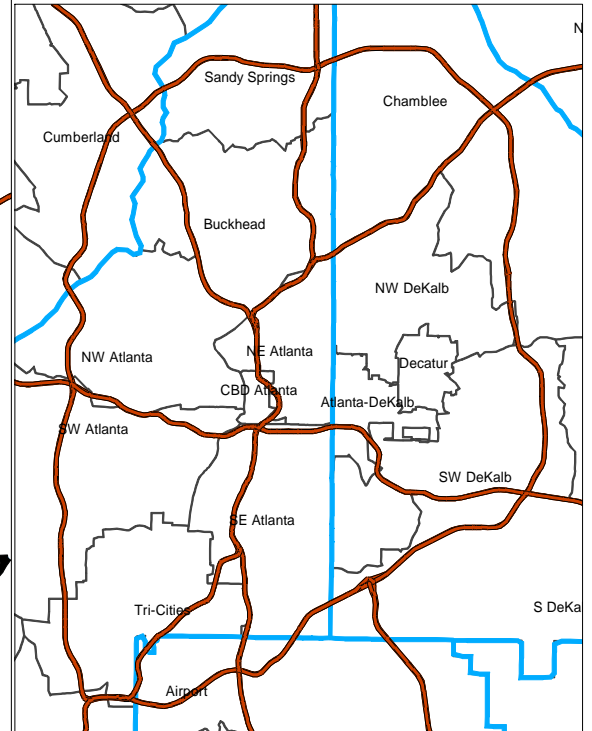 N
Sandy Springs
Chamblee
Cumberland
Buckhead
NW DeKalb
NE Atlanta
NW Atlanta
Decatur
CBD Atlanta
Atlanta-DeKalb
SW Atlanta
SW DeKalb
SE Atlanta
Tri-Cities
S DeKa
Airport